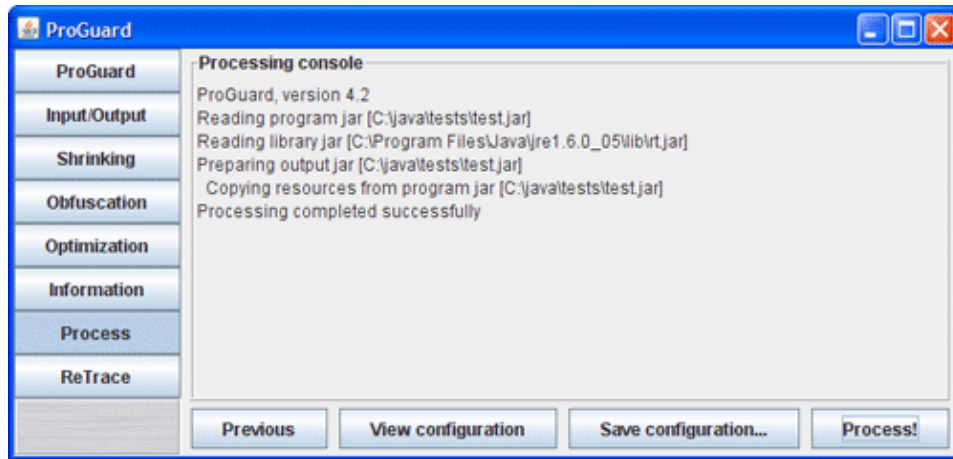 ProGuard
ProGuard
Input/Output
Shrinking
Obfuscation
Optimization
Information
Process
ReTrace
Processing console
ProGuard, version 4.2
Reading program jar [C:\java\tests\test.jar]
Reading library jar [C:\Program Files\Java\jre1.6.0_05\lib\rt.jar]
Preparing output jar [C:\java\tests\test.jar]
Copying resources from program jar [C:\java\tests\test.jar]
Processing completed successfully
Previous
View configuration
Save configuration...
Process!